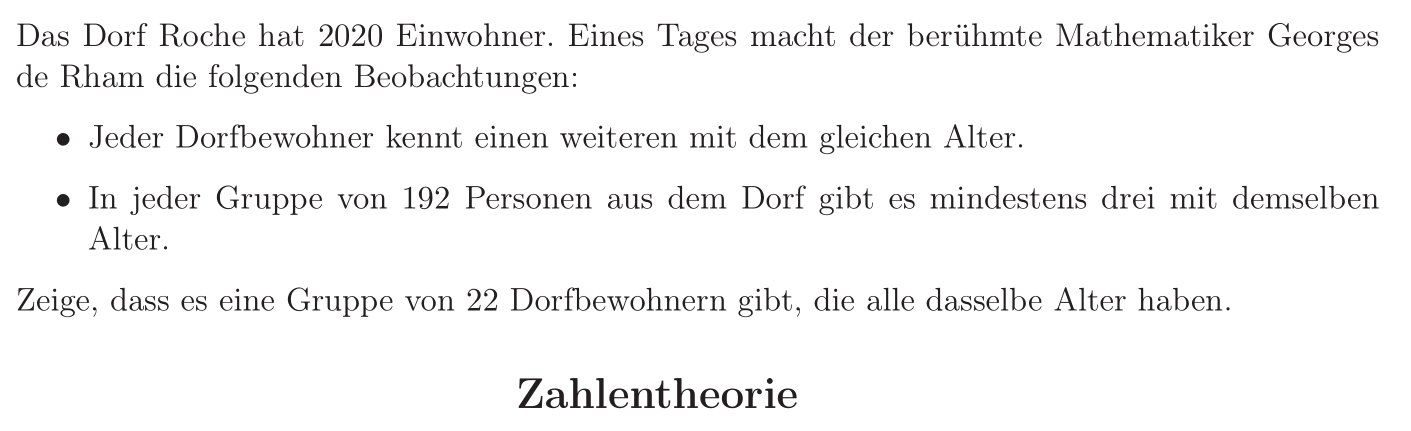 Das Dorf Roche hat 2020 Einwohner. Eines Tages macht der berühmte Mathematiker Georges
de Rham die folgenden Beobachtungen:
• Jeder Dorfbewohner kennt einen weiteren mit dem gleichen Alter.
• In jeder Gruppe von 192 Personen aus dem Dorf gibt es mindestens drei mit demselben
Alter.
Zeige, dass es eine Gruppe von 22 Dorfbewohnern gibt, die alle dasselbe Alter haben.
Zahlentheorie